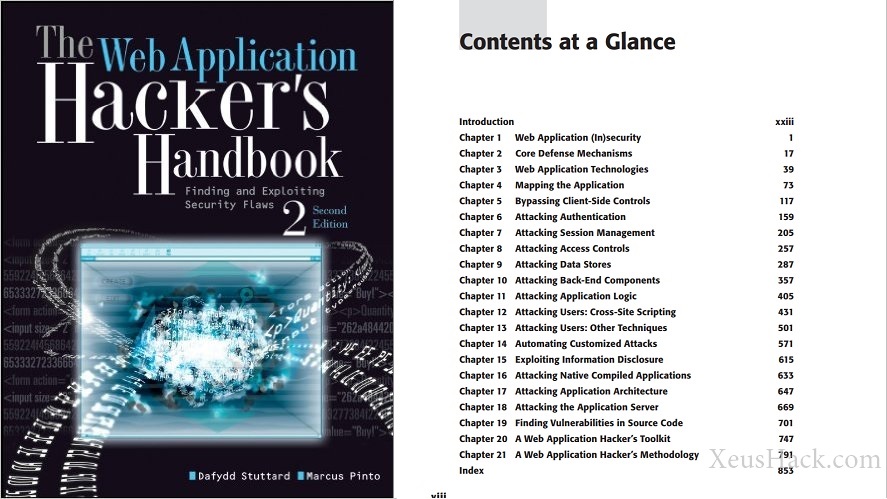 The Web Application
Hacker's
Handbook
Finding and Exploiting
Security Flaws
2 Second
Edition
Dafydd Stuttard Marcus Pinto
Contents at a Glance
Introduction xxiii
Chapter 1 Web Application (In)security 1
Chapter 2 Core Defense Mechanisms 17
Chapter 3 Web Application Technologies 39
Chapter 4 Mapping the Application 73
Chapter 5 Bypassing Client-Side Controls 117
Chapter 6 Attacking Authentication 159
Chapter 7 Attacking Session Management 205
Chapter 8 Attacking Access Controls 257
Chapter 9 Attacking Data Stores 287
Chapter 10 Attacking Back-End Components 357
Chapter 11 Attacking Application Logic 405
Chapter 12 Attacking Users: Cross-Site Scripting 431
Chapter 13 Attacking Users: Other Techniques 501
Chapter 14 Automating Customized Attacks 571
Chapter 15 Exploiting Information Disclosure 615
Chapter 16 Attacking Native Compiled Applications 633
Chapter 17 Attacking Application Architecture 647
Chapter 18 Attacking the Application Server 669
Chapter 19 Finding Vulnerabilities in Source Code 701
Chapter 20 A Web Application Hacker's Toolkit 747
Chapter 21 A Web Application Hacker's Methodology 791
Index 853
XeusHack.com
viii